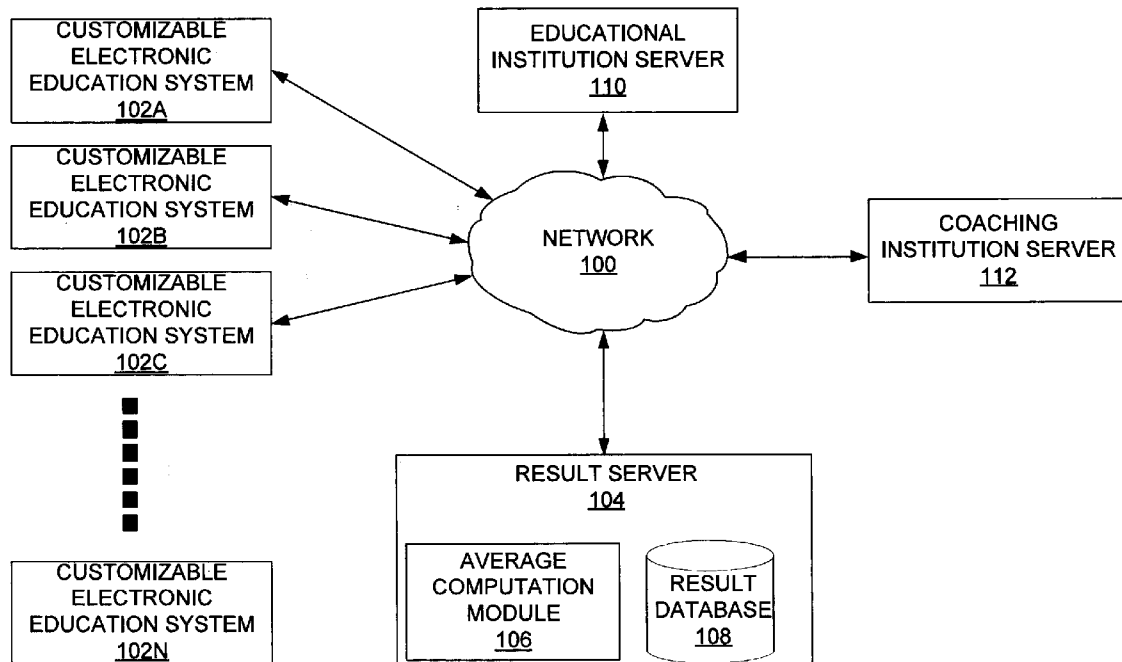 CUSTOMIZABLE
ELECTRONIC
EDUCATION SYSTEM
102A
CUSTOMIZABLE
ELECTRONIC
EDUCATION SYSTEM
102B
CUSTOMIZABLE
ELECTRONIC
EDUCATION SYSTEM
102C
CUSTOMIZABLE
ELECTRONIC
EDUCATION SYSTEM
102N
EDUCATIONAL
INSTITUTION SERVER
110
NETWORK
100
COACHING
INSTITUTION SERVER
112
RESULT SERVER
104
AVERAGE
COMPUTATION
MODULE
106
RESULT
DATABASE
108